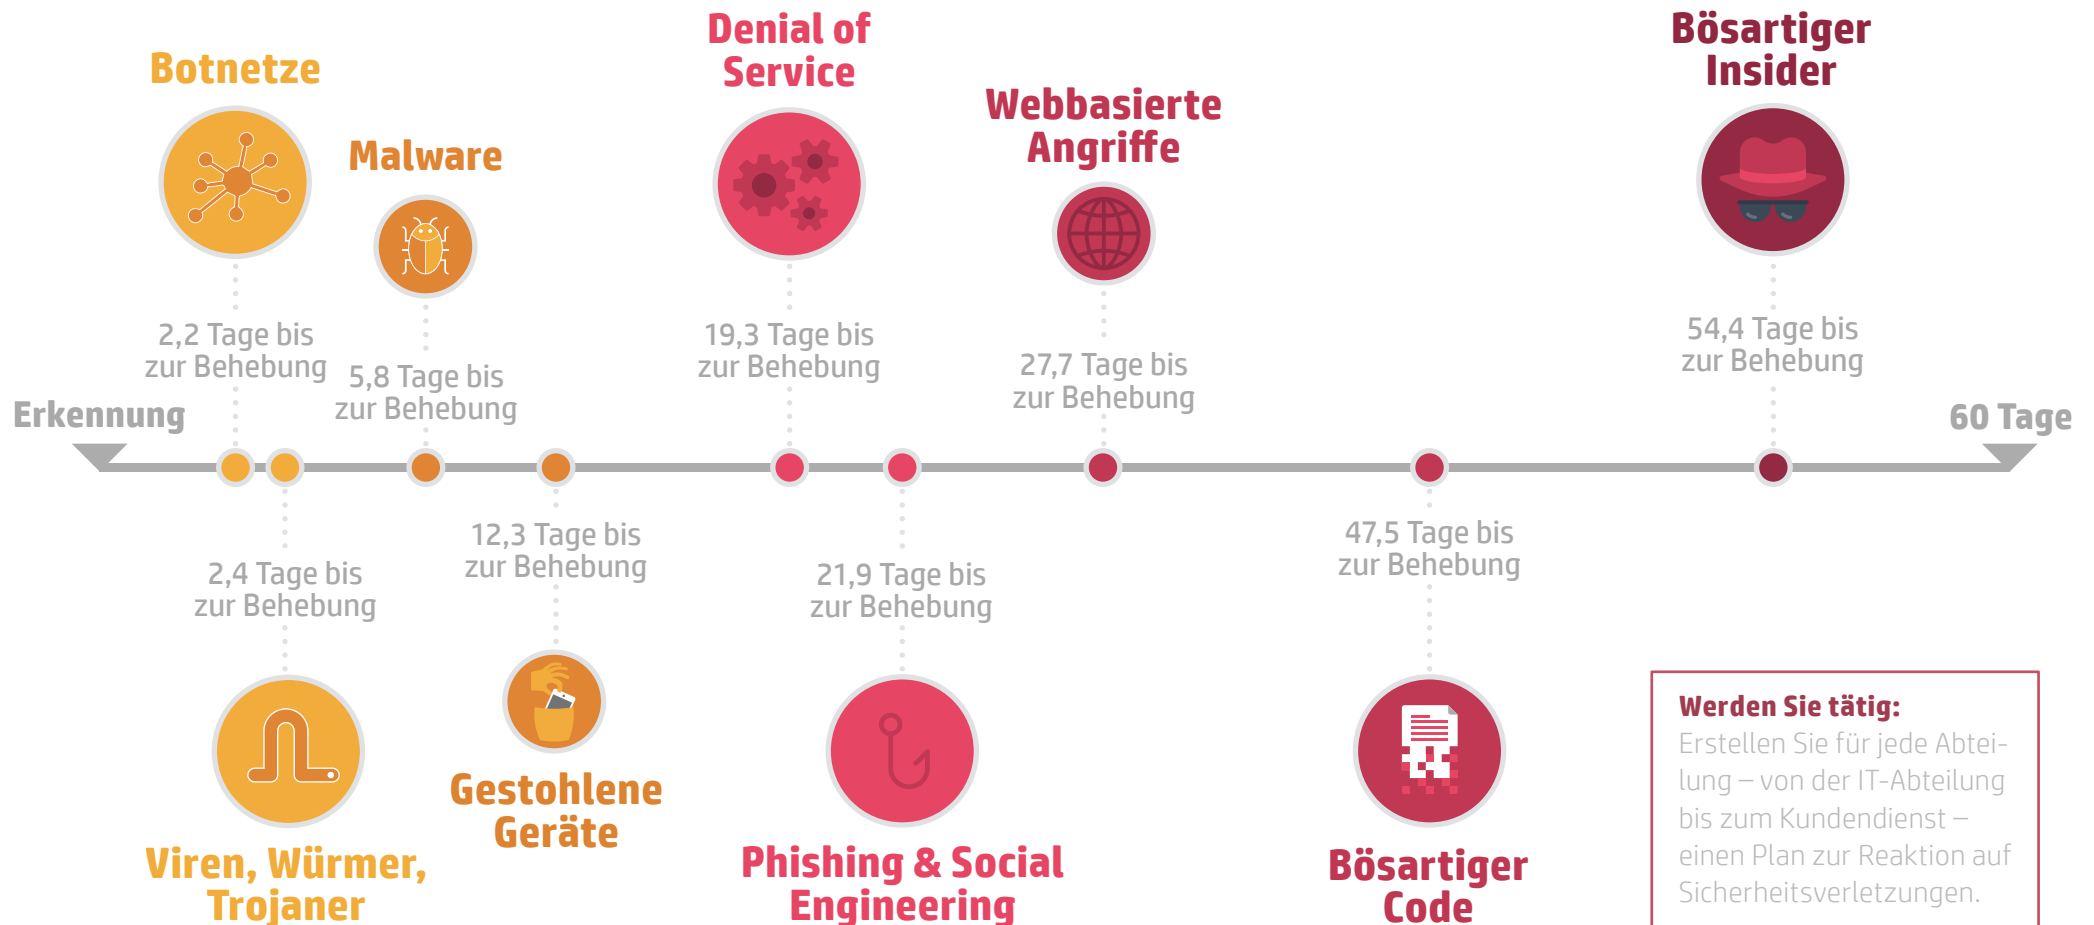 Botnetze
2,2 Tage bis
zur Behebung
Malware
5,8 Tage bis
zur Behebung
Denial of
Service
19,3 Tage bis
zur Behebung
Webbasierte
Angriffe
27,7 Tage bis
zur Behebung
Bösartiger
Insider
54,4 Tage bis
zur Behebung
Erkennung
60 Tage
2,4 Tage bis
zur Behebung
Viren, Würmer,
Trojaner
12,3 Tage bis
zur Behebung
Gestohlene
Geräte
21,9 Tage bis
zur Behebung
Phishing & Social
Engineering
47,5 Tage bis
zur Behebung
Bösartiger
Code
Werden Sie tätig:
Erstellen Sie für jede Abtei-
lung – von der IT-Abteilung
bis zum Kundendienst –
einen Plan zur Reaktion auf
Sicherheitsverletzungen.